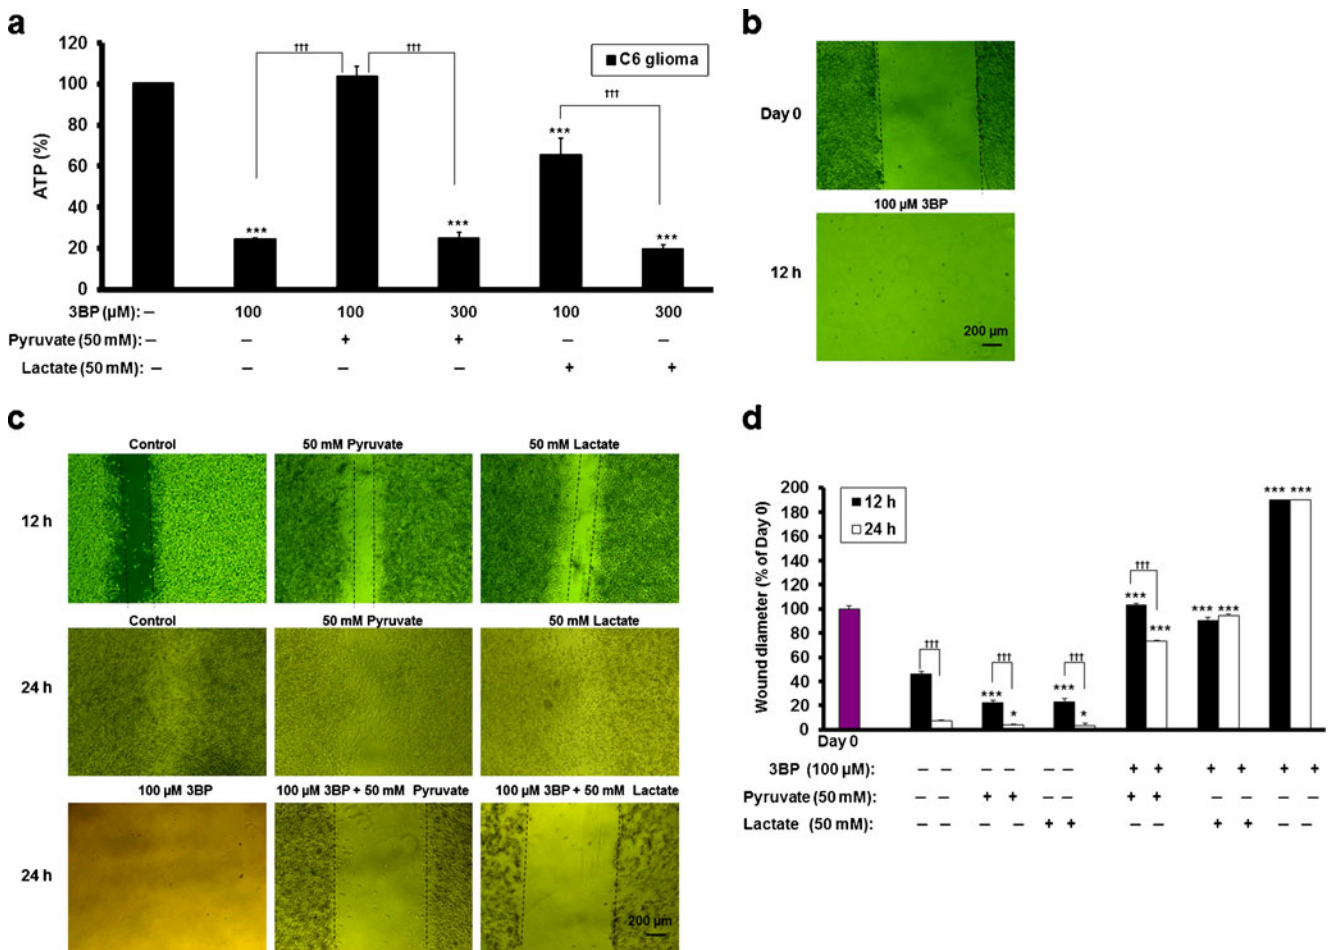 a
120
100
80
60
40
20
0
ATP (%)
C6 glioma
††† †††
†††
*** *** *** ***
3BP (µM): – 100 100 300 100 300
Pyruvate (50 mM): – – + + – –
Lactate (50 mM): – – – – + +
b
Day 0
100 µM 3BP
12 h
200 µm
c
Control 50 mM Pyruvate 50 mM Lactate
12 h
Control 50 mM Pyruvate 50 mM Lactate
24 h
100 µM 3BP 100 µM 3BP + 50 mM Pyruvate 100 µM 3BP + 50 mM Lactate
24 h
200 µm
d
200
180
160
140
120
100
80
60
40
20
0
Wound diameter (% of Day 0)
12 h
24 h
*** ***
†††
*** *** ***
***
††† ††† †††
*** * *** *
Day 0
3BP (100 µM): – – – – – – + + + + + +
Pyruvate (50 mM): – – + + – – + + – – – –
Lactate (50 mM): – – – – + + – – + + – –